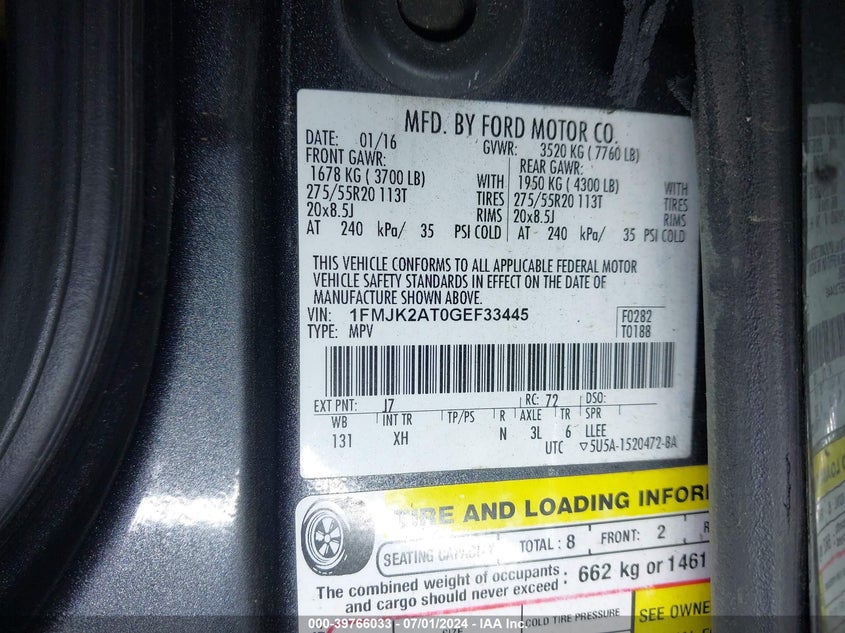 MFD. BY FORD MOTOR CO.
DATE: 01/16 GVWR: 3520 KG ( 7760 LB)
FRONT GAWR: REAR GAWR:
1678 KG ( 3700 LB) WITH 1950 KG ( 4300 LB) WITH
275/55R20 113T TIRES 275/55R20 113T TIRES
20x8.5J RIMS 20x8.5J RIMS
AT 240 kPa/ 35 PSI COLD AT 240 kPa/ 35 PSI COLD
THIS VEHICLE CONFORMS TO ALL APPLICABLE FEDERAL MOTOR
VEHICLE SAFETY STANDARDS IN EFFECT ON THE DATE OF
MANUFACTURE SHOWN ABOVE.
VIN: 1FMJK2AT0GEF33445 F0282
TYPE: MPV T0188
EXT PNT: J7 RC: 72 DSO:
WB INT TR TP/PS R AXLE TR SPR
131 XH N 3L 6 LLEE
UTC ▽5U5A-1520472-BA
TIRE AND LOADING INFOR
SEATING CAPACITY TOTAL : 8 FRONT: 2 R
The combined weight of occupants : 662 kg or 1461
and cargo should never exceed :
COLD TIRE PRESSURE SEE OWNE
000-39766033 - 07/01/2024 - IAA Inc.